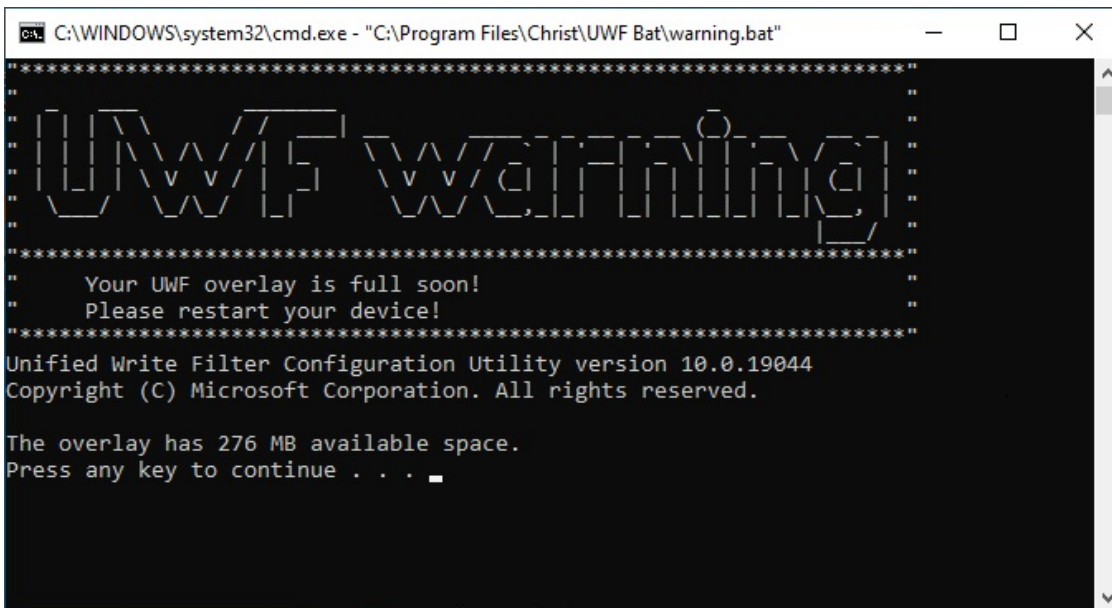 C:\WINDOWS\system32\cmd.exe - "C:\Program Files\Christ\UWF Bat\warning.bat"
"*******************************************************************"
UWF warning
"*******************************************************************"
" Your UWF overlay is full soon! "
" Please restart your device! "
"*******************************************************************"
Unified Write Filter Configuration Utility version 10.0.19044
Copyright (C) Microsoft Corporation. All rights reserved.
The overlay has 276 MB available space.
Press any key to continue . . .